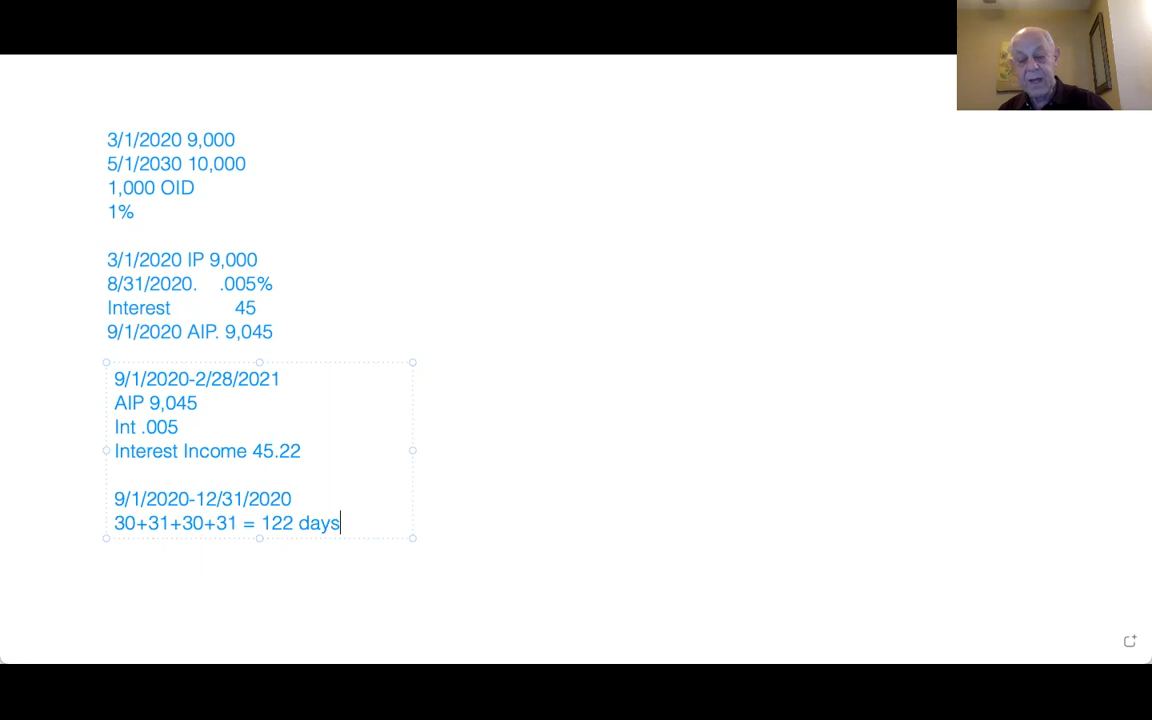 3/1/2020 9,000
5/1/2030 10,000
1,000 OID
1%
3/1/2020 IP 9,000
8/31/2020. .005%
Interest 45
9/1/2020 AIP. 9,045
9/1/2020-2/28/2021
AIP 9,045
Int .005
Interest Income 45.22
9/1/2020-12/31/2020
30+31+30+31 = 122 days